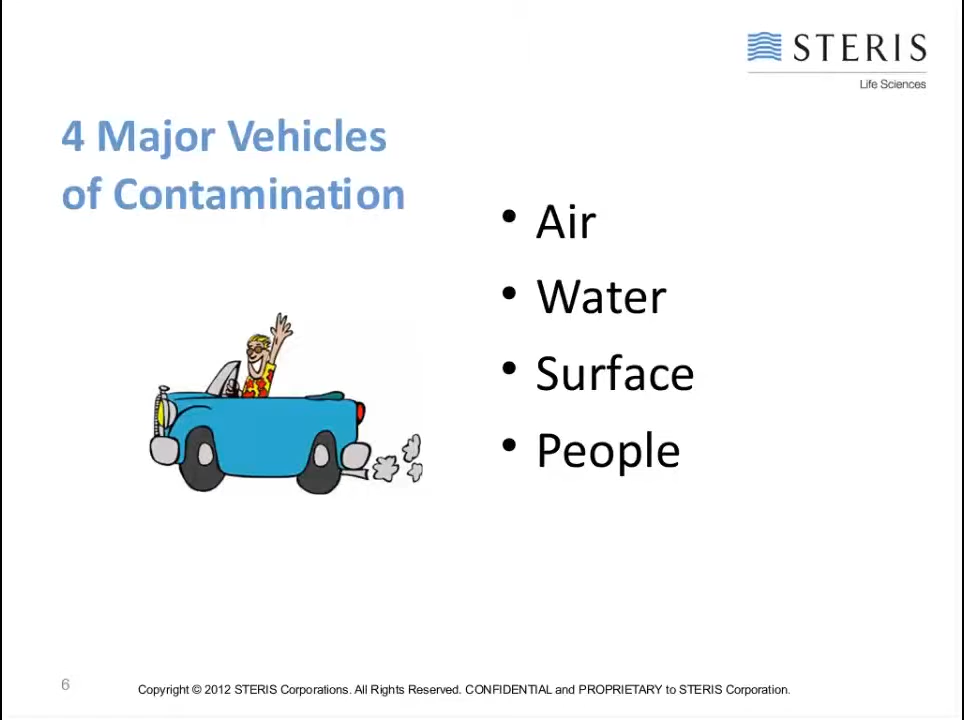 STERIS
Life Sciences
4 Major Vehicles
of Contamination
• Air
• Water
• Surface
• People
6
Copyright © 2012 STERIS Corporations. All Rights Reserved. CONFIDENTIAL and PROPRIETARY to STERIS Corporation.